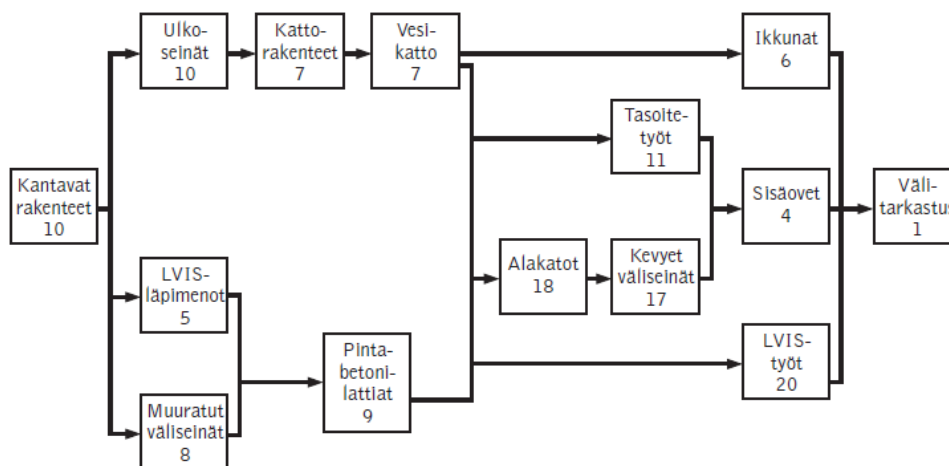 Ulko-
seinät
10
Katto-
rakenteet
7
Vesi-
katto
7
Ikkunat
6
Tasoite-
työt
11
Kantavat
rakenteet
10
Sisäovet
4
Väli-
tarkastus
1
LVIS-
läpimenot
5
Alakatot
18
Kevyet
väliseinät
17
Pinta-
betoni-
lattiat
9
LVIS-
työt
20
Muuratut
väliseinät
8